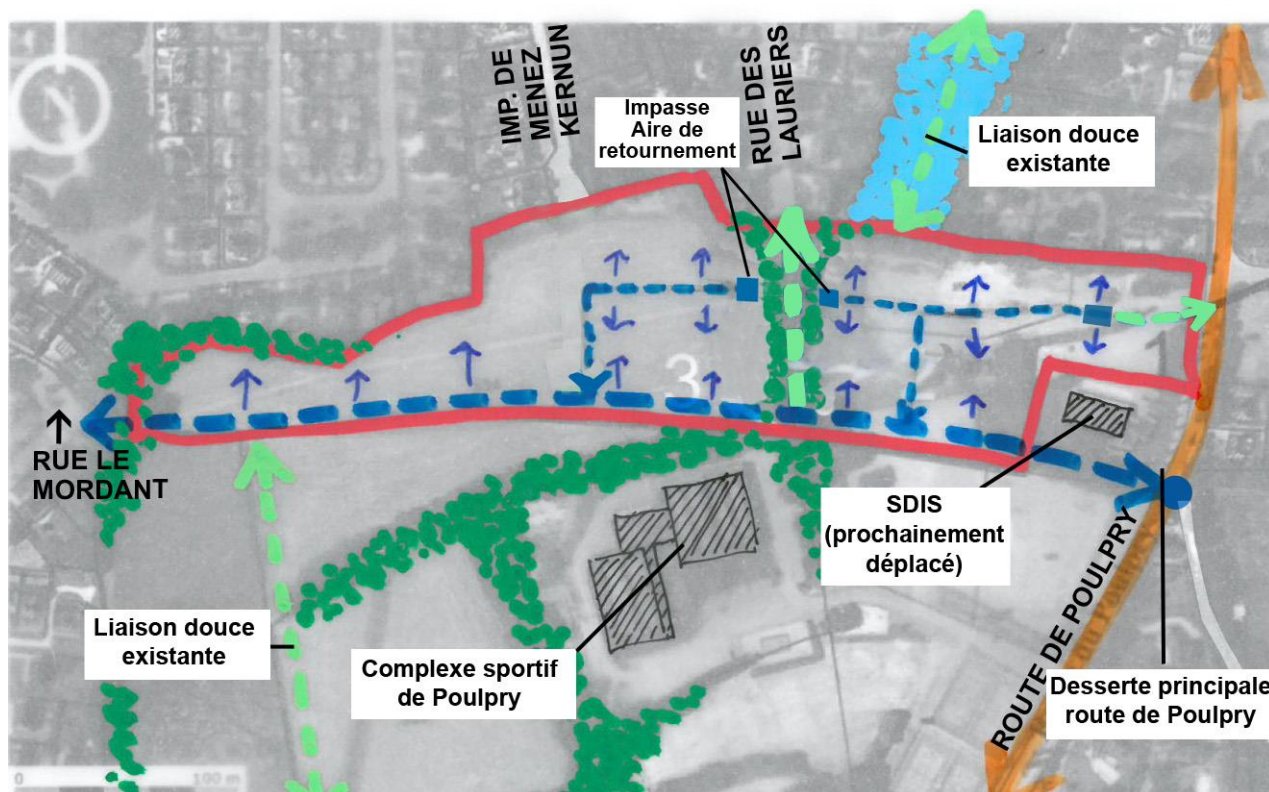 IMP. DE
MENEZ
KERNUN
Impasse
Aire de
retournement
RUE DES
LAURIERS
Liaison douce
existante
3
RUE LE
MORDANT
SDIS
(prochainement
déplacé)
ROUTE DE POULPRY
Liaison douce
existante
Complexe sportif
de Poulpry
Desserte principale
route de Poulpry
0 100 m